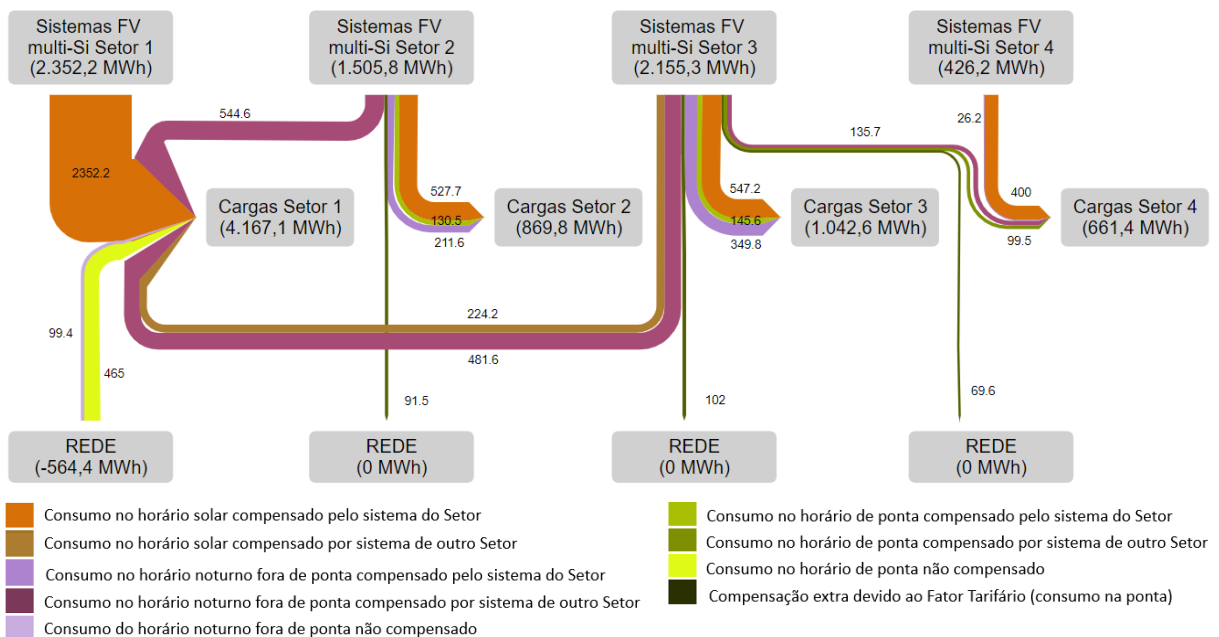 Sistemas FV
multi-Si Setor 1
(2.352,2 MWh)
Sistemas FV
multi-Si Setor 2
(1.505,8 MWh)
Sistemas FV
multi-Si Setor 3
(2.155,3 MWh)
Sistemas FV
multi-Si Setor 4
(426,2 MWh)
544.6
135.7
26.2
2352.2
527.7
130.5
211.6
547.2
145.6
349.8
400
99.5
Cargas Setor 1
(4.167,1 MWh)
Cargas Setor 2
(869,8 MWh)
Cargas Setor 3
(1.042,6 MWh)
Cargas Setor 4
(661,4 MWh)
224.2
481.6
99.4
465
91.5
102
69.6
REDE
(-564,4 MWh)
REDE
(0 MWh)
REDE
(0 MWh)
REDE
(0 MWh)
Consumo no horário solar compensado pelo sistema do Setor
Consumo no horário solar compensado por sistema de outro Setor
Consumo no horário noturno fora de ponta compensado pelo sistema do Setor
Consumo no horário noturno fora de ponta compensado por sistema de outro Setor
Consumo do horário noturno fora de ponta não compensado
Consumo no horário de ponta compensado pelo sistema do Setor
Consumo no horário de ponta compensado por sistema de outro Setor
Consumo no horário de ponta não compensado
Compensação extra devido ao Fator Tarifário (consumo na ponta)